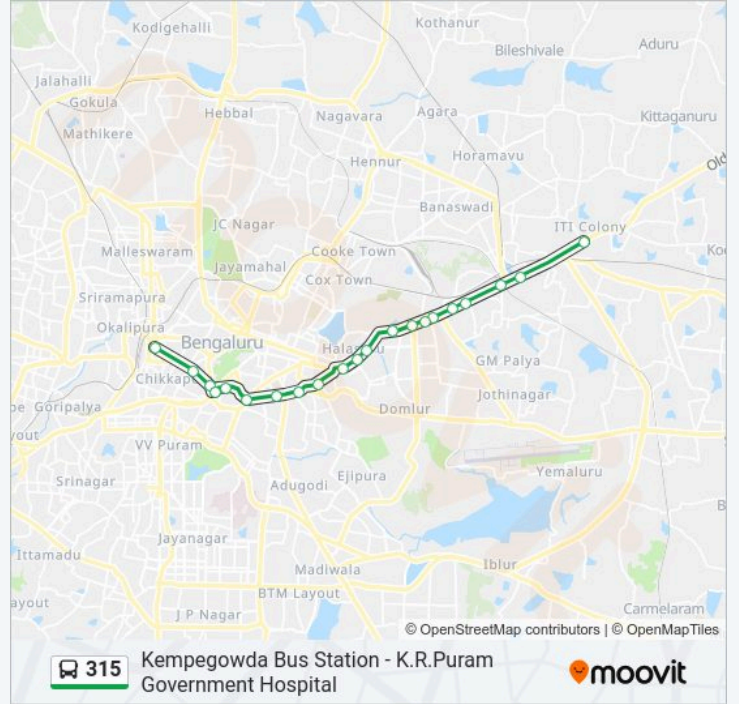 Kothanur
Kodigehalli
Bileshivale
Aduru
Jalahalli
Gokula
Hebbal
Nagavara
Agara
Kittaganuru
Mathikere
Hennur
Horamavu
Old
Banaswadi
JC Nagar
ITI Colony
Malleswaram
Cooke Town
Jayamahal
Cox Town
Sriramapura
Okalipura
Bengaluru
GM Palya
Jothinagar
Goripalya
Domlur
VV Puram
Yemaluru
Srinagar
Adugodi
Ejipura
Jayanagar
Ittamadu
Madiwala
Iblur
BTM Layout
Carmelaram
J P Nagar
© OpenStreetMap contributors | © OpenMapTiles
315
Kempegowda Bus Station - K.R.Puram
Government Hospital
moovit